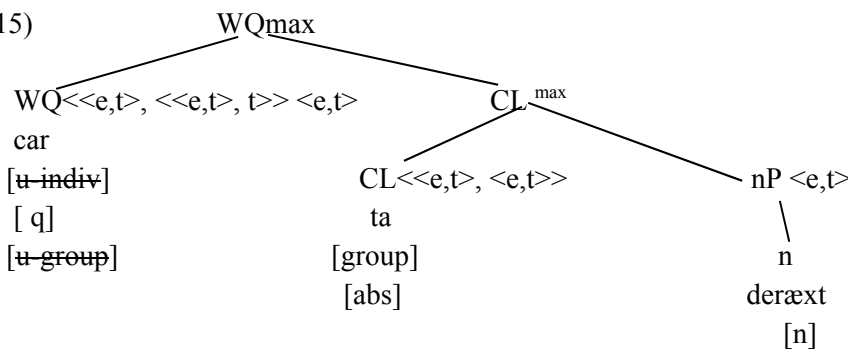 15)
WQmax
WQ<<e,t>, <<e,t>, t>> <e,t>
CL max
car
[u-indiv]
CL<<e,t>, <e,t>>
nP <e,t>
[ q]
ta
[u-group]
[group]
n
[abs]
deræxt
[n]